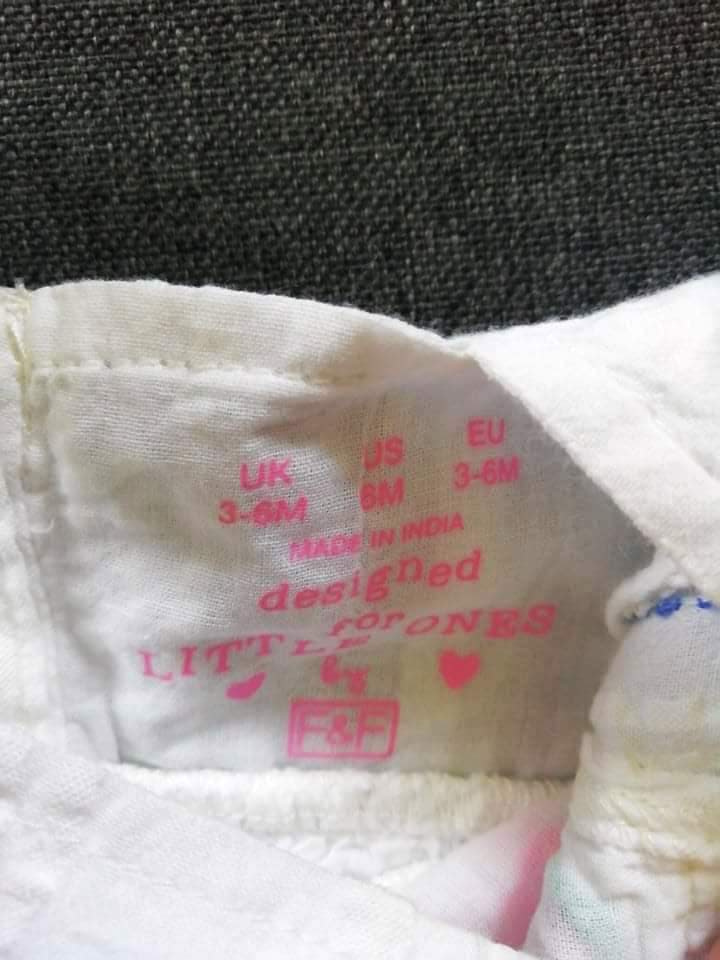 UK US EU
3-6M 6M 3-6M
MADE IN INDIA
designed
for
LITTLE ONES
by
F&F